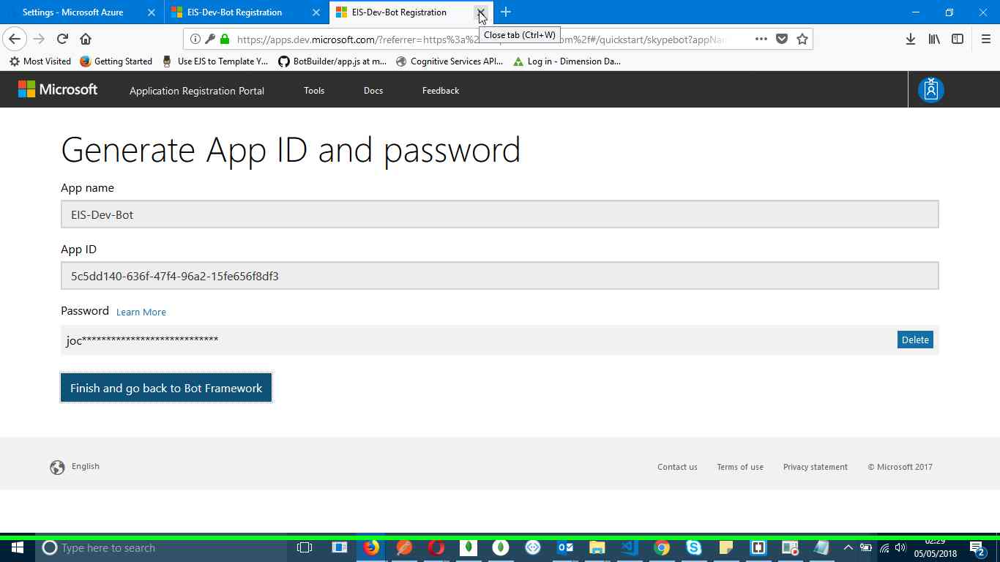 Settings - Microsoft Azure
EIS-Dev-Bot Registration
EIS-Dev-Bot Registration
Close tab (Ctrl+W)
https://apps.dev.microsoft.com/?referrer=https%3a%2
m%2f#/quickstart/skypebot?appNa
Most Visited
Getting Started
Use EJS to Template Y...
BotBuilder/app.js at m...
Cognitive Services API...
Log in - Dimension Da...
Microsoft
Application Registration Portal
Tools
Docs
Feedback
Generate App ID and password
App name
EIS-Dev-Bot
App ID
5c5dd140-636f-47f4-96a2-15fe656f8df3
Password Learn More
joc****************************
Delete
Finish and go back to Bot Framework
English
Contact us
Terms of use
Privacy statement
© Microsoft 2017
Type here to search
02:29
05/05/2018
2